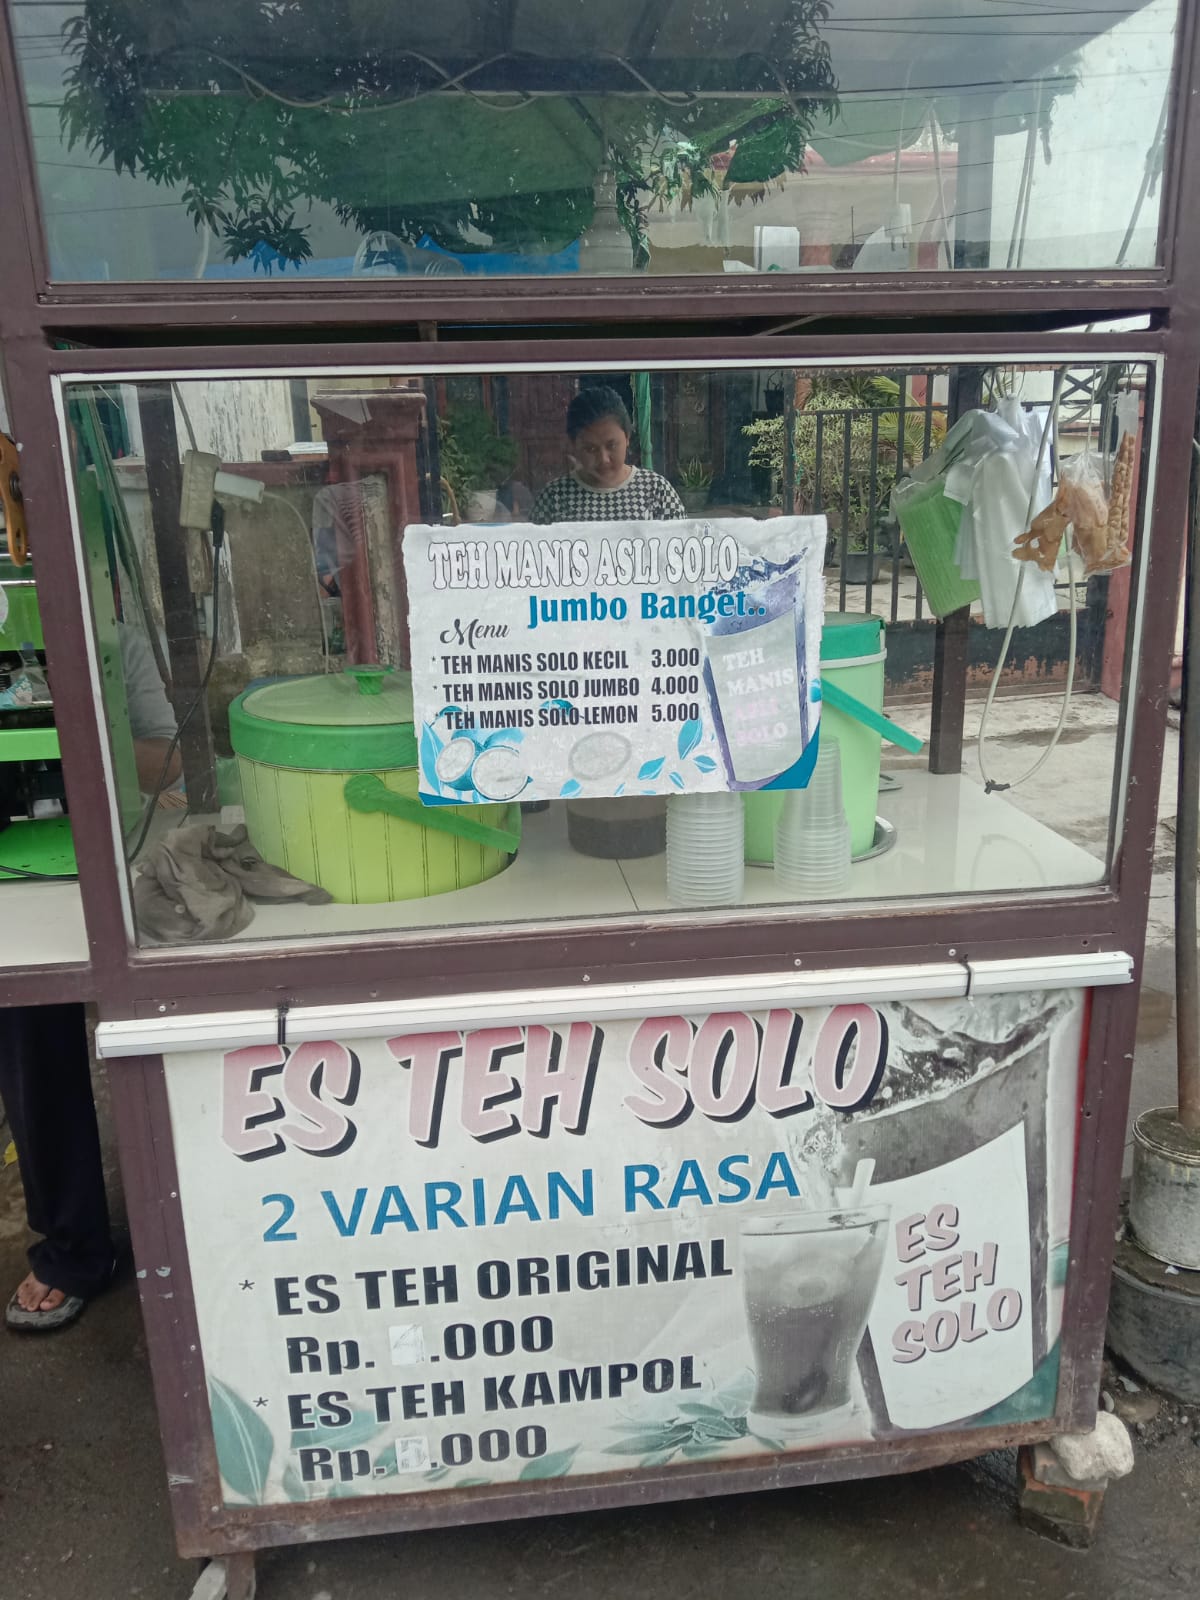 TEH MANIS ASLI SOLO
Jumbo Banget..
Menu
* TEH MANIS SOLO KECIL 3.000
* TEH MANIS SOLO JUMBO 4.000
* TEH MANIS SOLO LEMON 5.000
TEH
MANIS
ASLI
SOLO
ES TEH SOLO
2 VARIAN RASA
* ES TEH ORIGINAL
Rp. 4.000
* ES TEH KAMPOL
Rp. 5.000
ES
TEH
SOLO